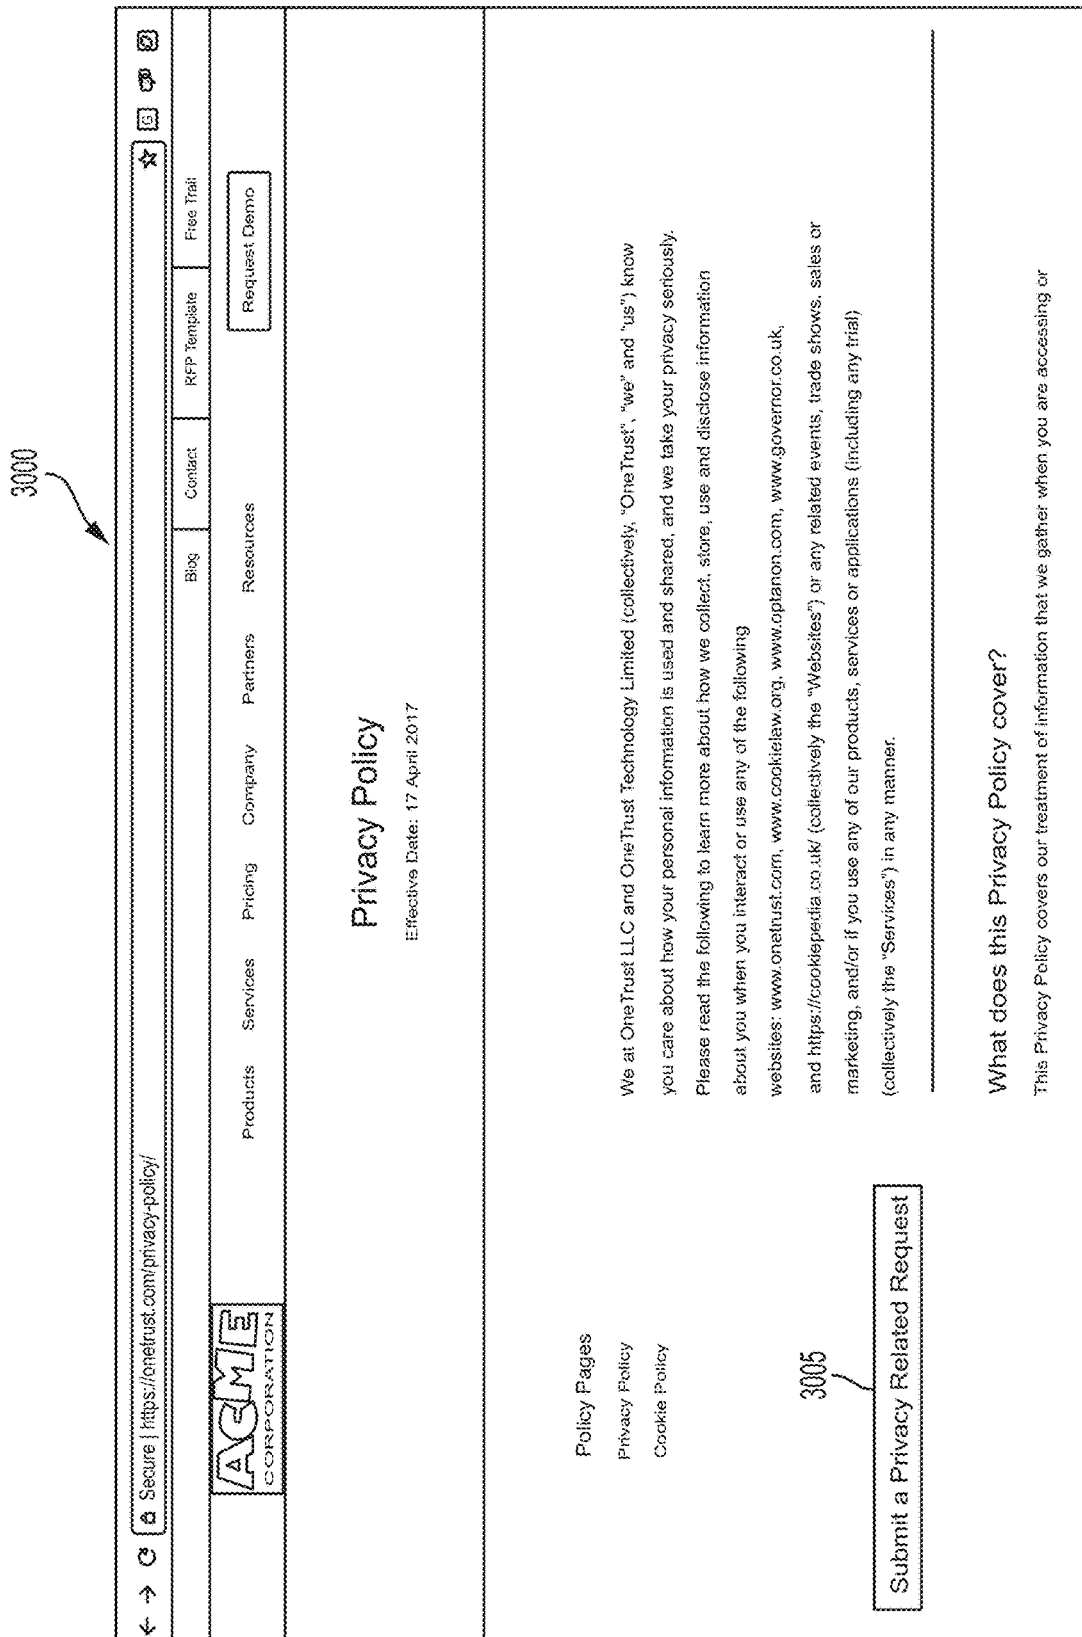 3000
Secure | https://onetrust.com/privacy-policy/
Blog
Contact
RFP Template
Free Trail
ACME
CORPORATION
Products
Services
Pricing
Company
Partners
Resources
Request Demo
Privacy Policy
Effective Date: 17 April 2017
Policy Pages
Privacy Policy
Cookie Policy
3005
Submit a Privacy Related Request
We at OneTrust LLC and OneTrust Technology Limited (collectively, "OneTrust", "we" and "us") know
you care about how your personal information is used and shared, and we take your privacy seriously.
Please read the following to learn more about how we collect, store, use and disclose information
about you when you interact or use any of the following
websites: www.onetrust.com, www.cookielaw.org, www.optanon.com, www.governor.co.uk,
and https://cookiepedia.co.uk/ (collectively the "Websites") or any related events, trade shows, sales or
marketing, and/or if you use any of our products, services or applications (including any trial)
(collectively the "Services") in any manner.
What does this Privacy Policy cover?
This Privacy Policy covers our treatment of information that we gather when you are accessing or